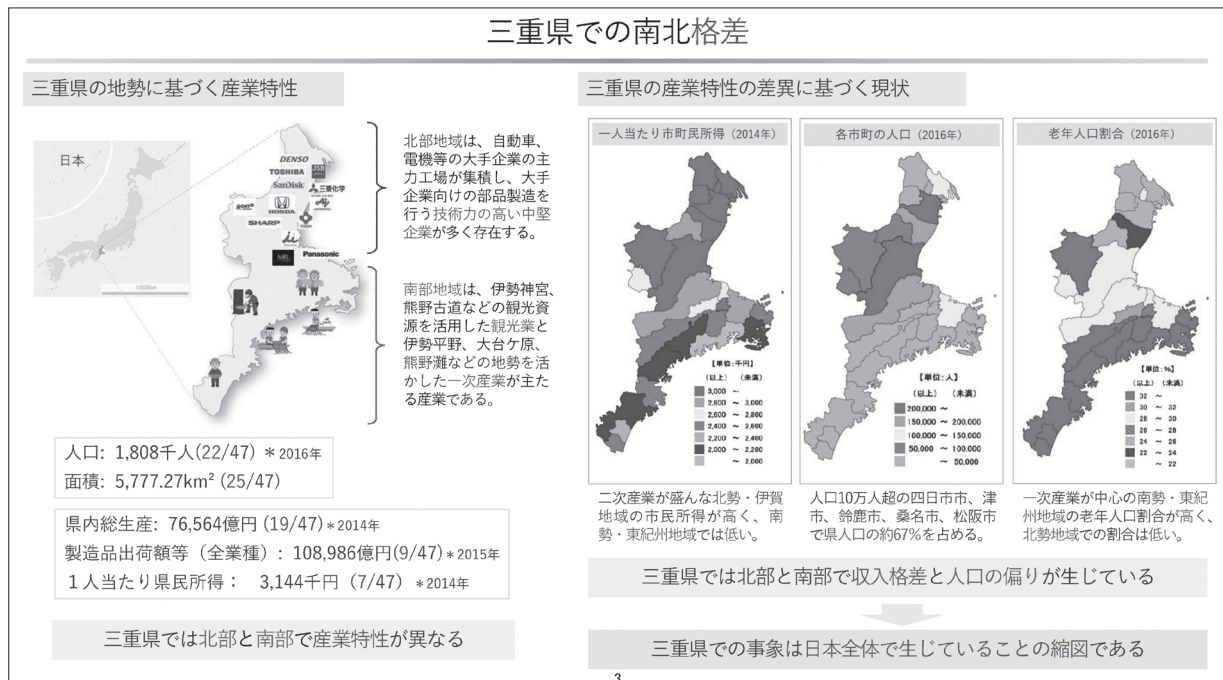 三重県での南北格差
三重県の地勢に基づく産業特性
日本
1000km
DENSO
TOSHIBA
SanDisk
三菱化学
HONDA
SHARP
Panasonic
北部地域は、自動車、
電機等の大手企業の主
力工場が集積し、大手
企業向けの部品製造を
行う技術力の高い中堅
企業が多く存在する。
南部地域は、伊勢神宮、
熊野古道などの観光資
源を活用した観光業と
伊勢平野、大台ケ原、
熊野灘などの地勢を活
かした一次産業が主た
る産業である。
人口: 1,808千人(22/47) *2016年
面積: 5,777.27km² (25/47)
県内総生産: 76,564億円 (19/47) *2014年
製造品出荷額等（全業種）: 108,986億円(9/47) *2015年
1人当たり県民所得： 3,144千円 (7/47) *2014年
三重県では北部と南部で産業特性が異なる
三重県の産業特性の差異に基づく現状
一人当たり市町民所得（2014年）
【単位:千円】
(以上) (未満)
3,000 ～
2,800 ～ 3,000
2,600 ～ 2,800
2,400 ～ 2,600
2,200 ～ 2,400
2,000 ～ 2,200
～ 2,000
二次産業が盛んな北勢・伊賀
地域の市民所得が高く、南
勢・東紀州地域では低い。
各市町の人口（2016年）
【単位:人】
(以上) (未満)
200,000 ～
150,000 ～ 200,000
100,000 ～ 150,000
50,000 ～ 100,000
～ 50,000
人口10万人超の四日市市、津
市、鈴鹿市、桑名市、松阪市
で県人口の約67％を占める。
老年人口割合（2016年）
【単位:%】
(以上) (未満)
32 ～
30 ～ 32
28 ～ 30
26 ～ 28
24 ～ 26
22 ～ 24
～ 22
一次産業が中心の南勢・東紀
州地域の老年人口割合が高く、
北勢地域での割合は低い。
三重県では北部と南部で収入格差と人口の偏りが生じている
三重県での事象は日本全体で生じていることの縮図である
3